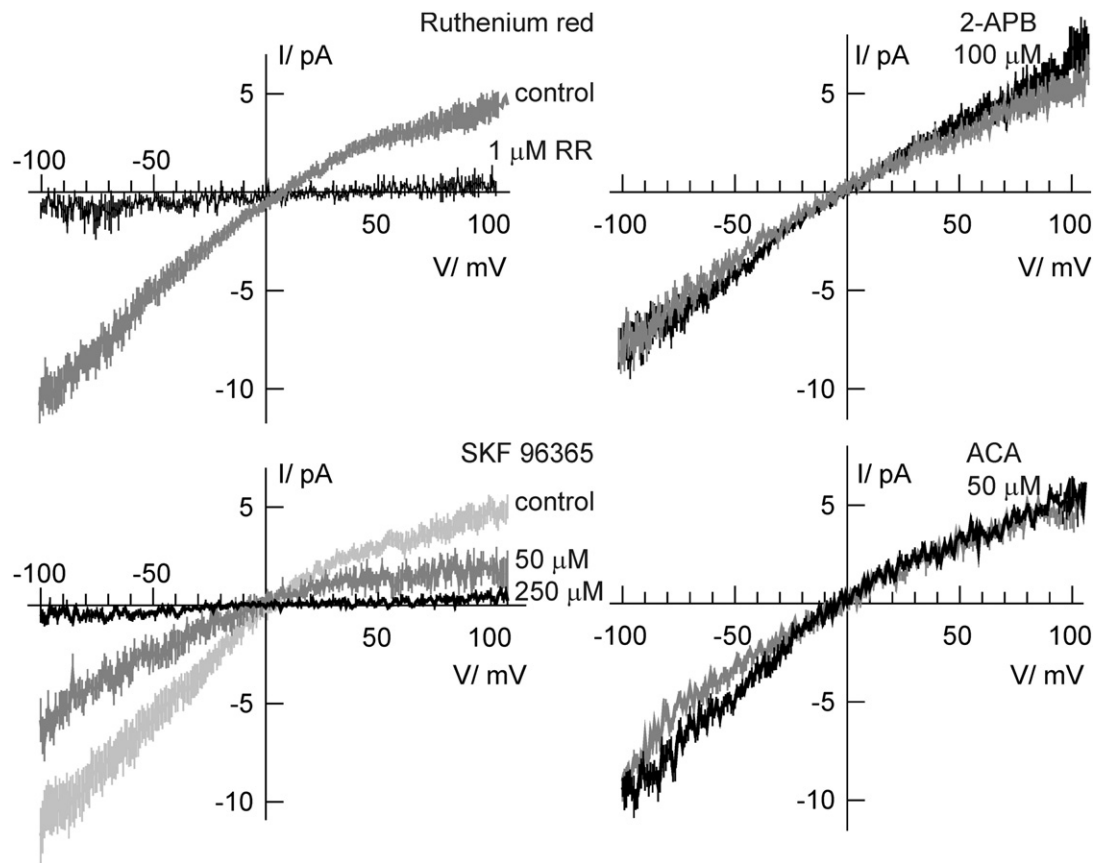 Ruthenium red
I/ pA
5
control
-100
-50
1 μM RR
50
100
V/ mV
-5
-10
2-APB
I/ pA
100 μM
5
-100
-50
50
100
V/ mV
-5
-10
SKF 96365
I/ pA
control
5
50 μM
-100
-50
250 μM
50
100
V/ mV
-5
-10
ACA
I/ pA
50 μM
5
-100
-50
50
100
V/ mV
-5
-10